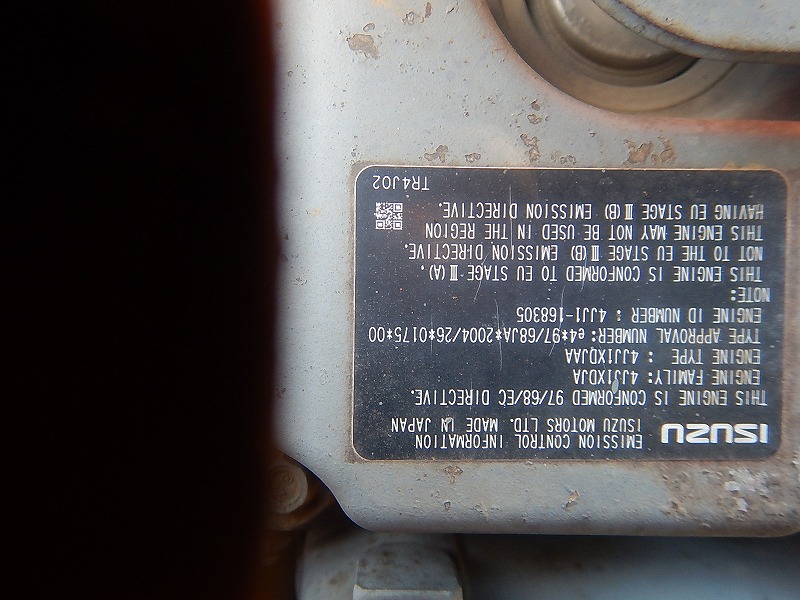 ISUZU
EMISSION CONTROL INFORMATION
ISUZU MOTORS LTD. MADE IN JAPAN
THIS ENGINE IS CONFORMED 97/68/EC DIRECTIVE.
ENGINE FAMILY: 4JJ1XDJA
ENGINE TYPE : 4JJ1XDJAA
TYPE APPROVAL NUMBER: e4*97/68JA*2004/26*0175*00
ENGINE ID NUMBER : 4JJ1-168305
NOTE:
THIS ENGINE IS CONFORMED TO EU STAGE Ⅲ(A),
NOT TO THE EU STAGE Ⅲ(B) EMISSION DIRECTIVE.
THIS ENGINE MAY NOT BE USED IN THE REGION
HAVING EU STAGE Ⅲ(B) EMISSION DIRECTIVE.
TR4J02